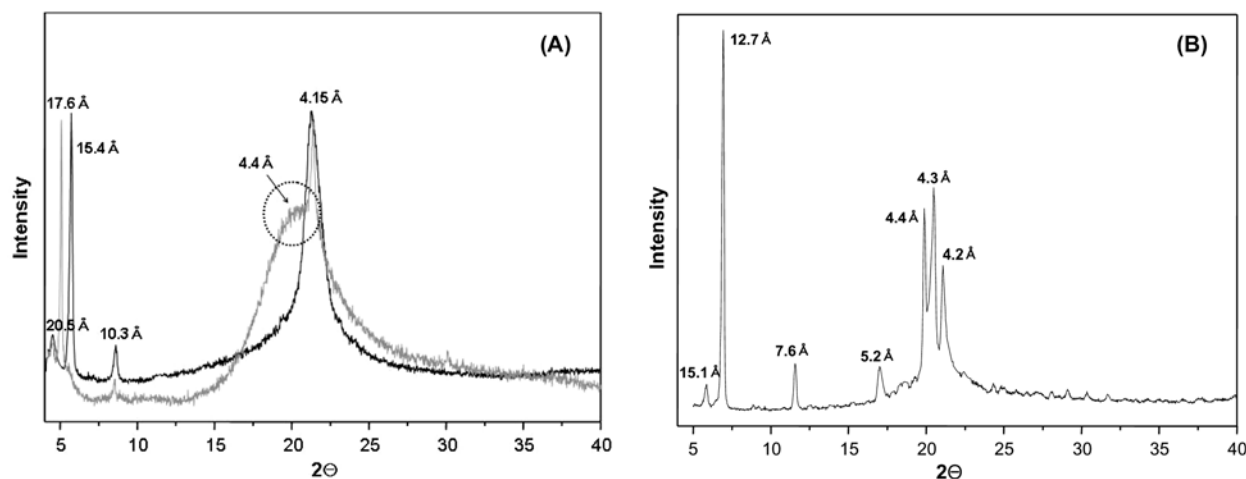 (A)
17.6 Å
4.15 Å
15.4 Å
4.4 Å
20.5 Å
10.3 Å
Intensity
5 10 15 20 25 30 35 40
2Θ
(B)
12.7 Å
4.3 Å
4.4 Å
4.2 Å
7.6 Å
5.2 Å
15.1 Å
Intensity
5 10 15 20 25 30 35 40
2Θ